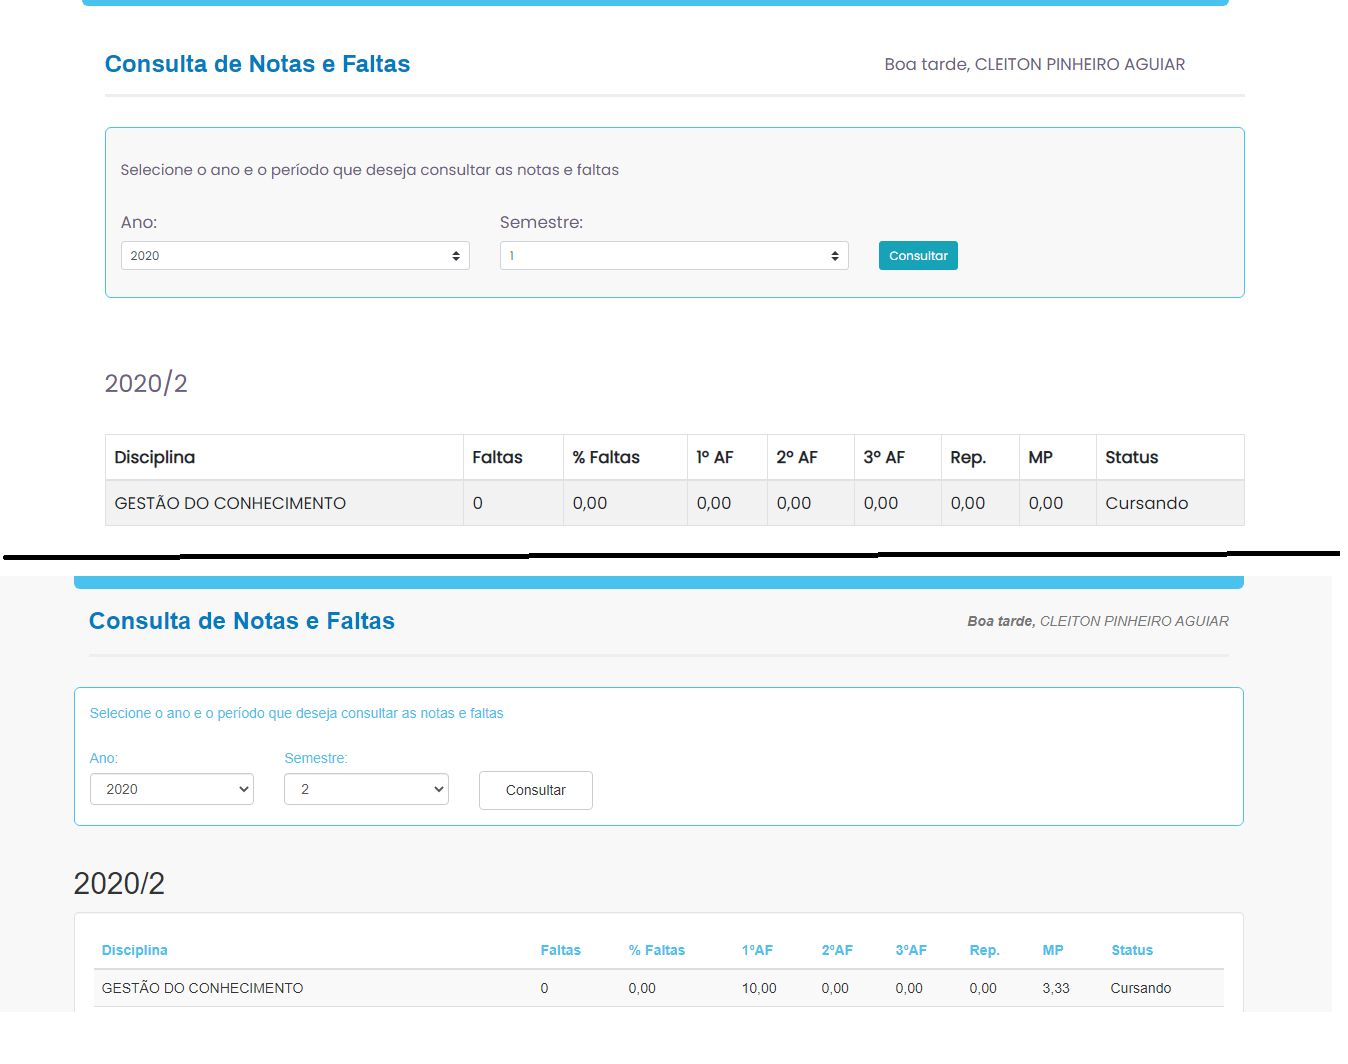 Consulta de Notas e Faltas
Boa tarde, CLEITON PINHEIRO AGUIAR
Selecione o ano e o período que deseja consultar as notas e faltas
Ano: Semestre:
2020 1 Consultar
2020/2
Disciplina Faltas % Faltas 1º AF 2º AF 3º AF Rep. MP Status
GESTÃO DO CONHECIMENTO 0 0,00 0,00 0,00 0,00 0,00 0,00 Cursando
Consulta de Notas e Faltas
Boa tarde, CLEITON PINHEIRO AGUIAR
Selecione o ano e o período que deseja consultar as notas e faltas
Ano: Semestre:
2020 2 Consultar
2020/2
Disciplina Faltas % Faltas 1ºAF 2ºAF 3ºAF Rep. MP Status
GESTÃO DO CONHECIMENTO 0 0,00 10,00 0,00 0,00 0,00 3,33 Cursando